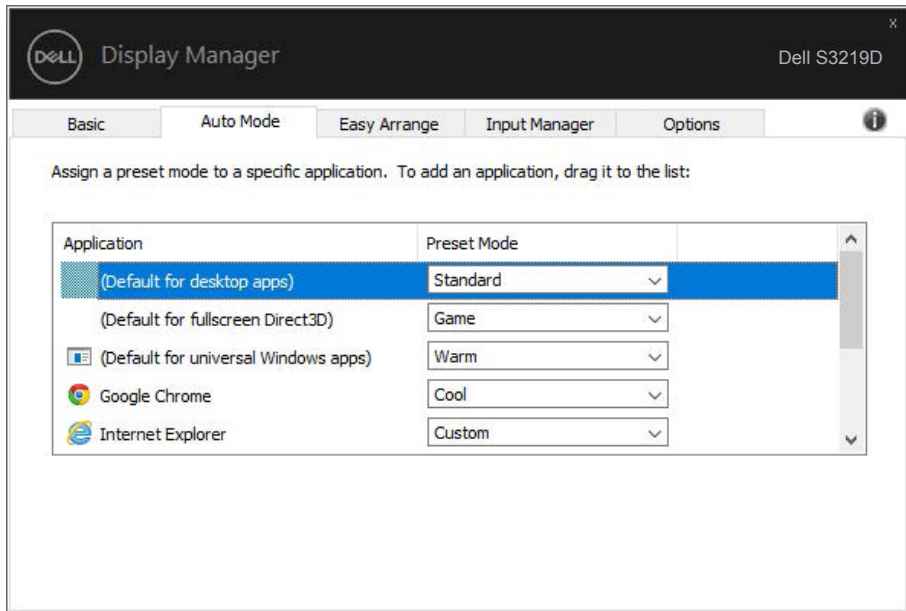 DELL Display Manager
x
Dell S3219D
Basic Auto Mode Easy Arrange Input Manager Options
Assign a preset mode to a specific application. To add an application, drag it to the list:
Application Preset Mode
(Default for desktop apps) Standard
(Default for fullscreen Direct3D) Game
(Default for universal Windows apps) Warm
Google Chrome Cool
Internet Explorer Custom